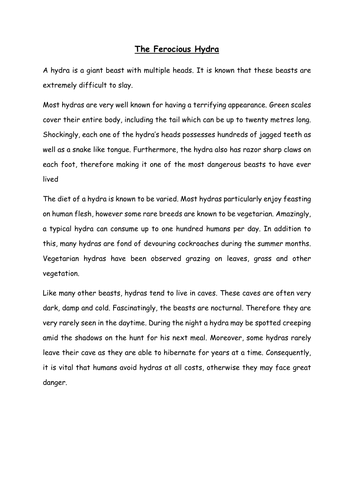 The Ferocious Hydra
A hydra is a giant beast with multiple heads. It is known that these beasts are
extremely difficult to slay.
Most hydras are very well known for having a terrifying appearance. Green scales
cover their entire body, including the tail which can be up to twenty metres long.
Shockingly, each one of the hydra's heads possesses hundreds of jagged teeth as
well as a snake like tongue. Furthermore, the hydra also has razor sharp claws on
each foot, therefore making it one of the most dangerous beasts to have ever
lived
The diet of a hydra is known to be varied. Most hydras particularly enjoy feasting
on human flesh, however some rare breeds are known to be vegetarian. Amazingly,
a typical hydra can consume up to one hundred humans per day. In addition to
this, many hydras are fond of devouring cockroaches during the summer months.
Vegetarian hydras have been observed grazing on leaves, grass and other
vegetation.
Like many other beasts, hydras tend to live in caves. These caves are often very
dark, damp and cold. Fascinatingly, the beasts are nocturnal. Therefore they are
very rarely seen in the daytime. During the night a hydra may be spotted creeping
amid the shadows on the hunt for his next meal. Moreover, some hydras rarely
leave their cave as they are able to hibernate for years at a time. Consequently,
it is vital that humans avoid hydras at all costs, otherwise they may face great
danger.